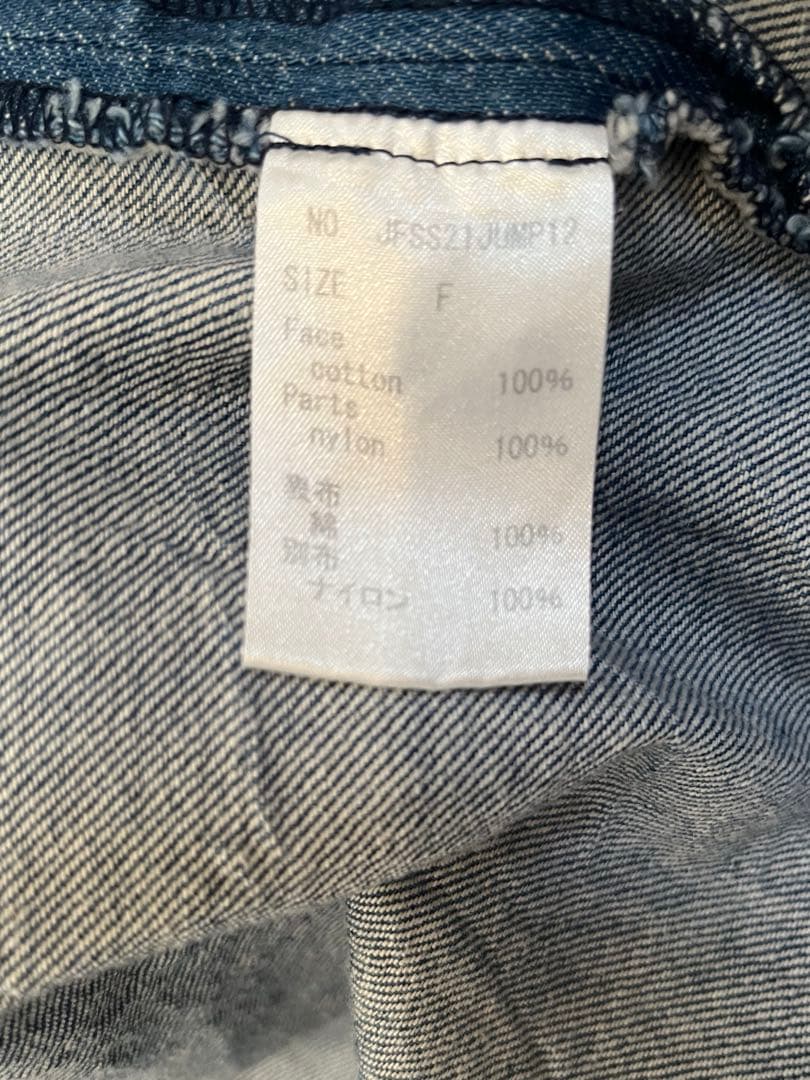 NO JFSS21JUMP12
SIZE F
Face
cotton 100%
Parts
nylon 100%
表布
綿 100%
別布
ナイロン 100%